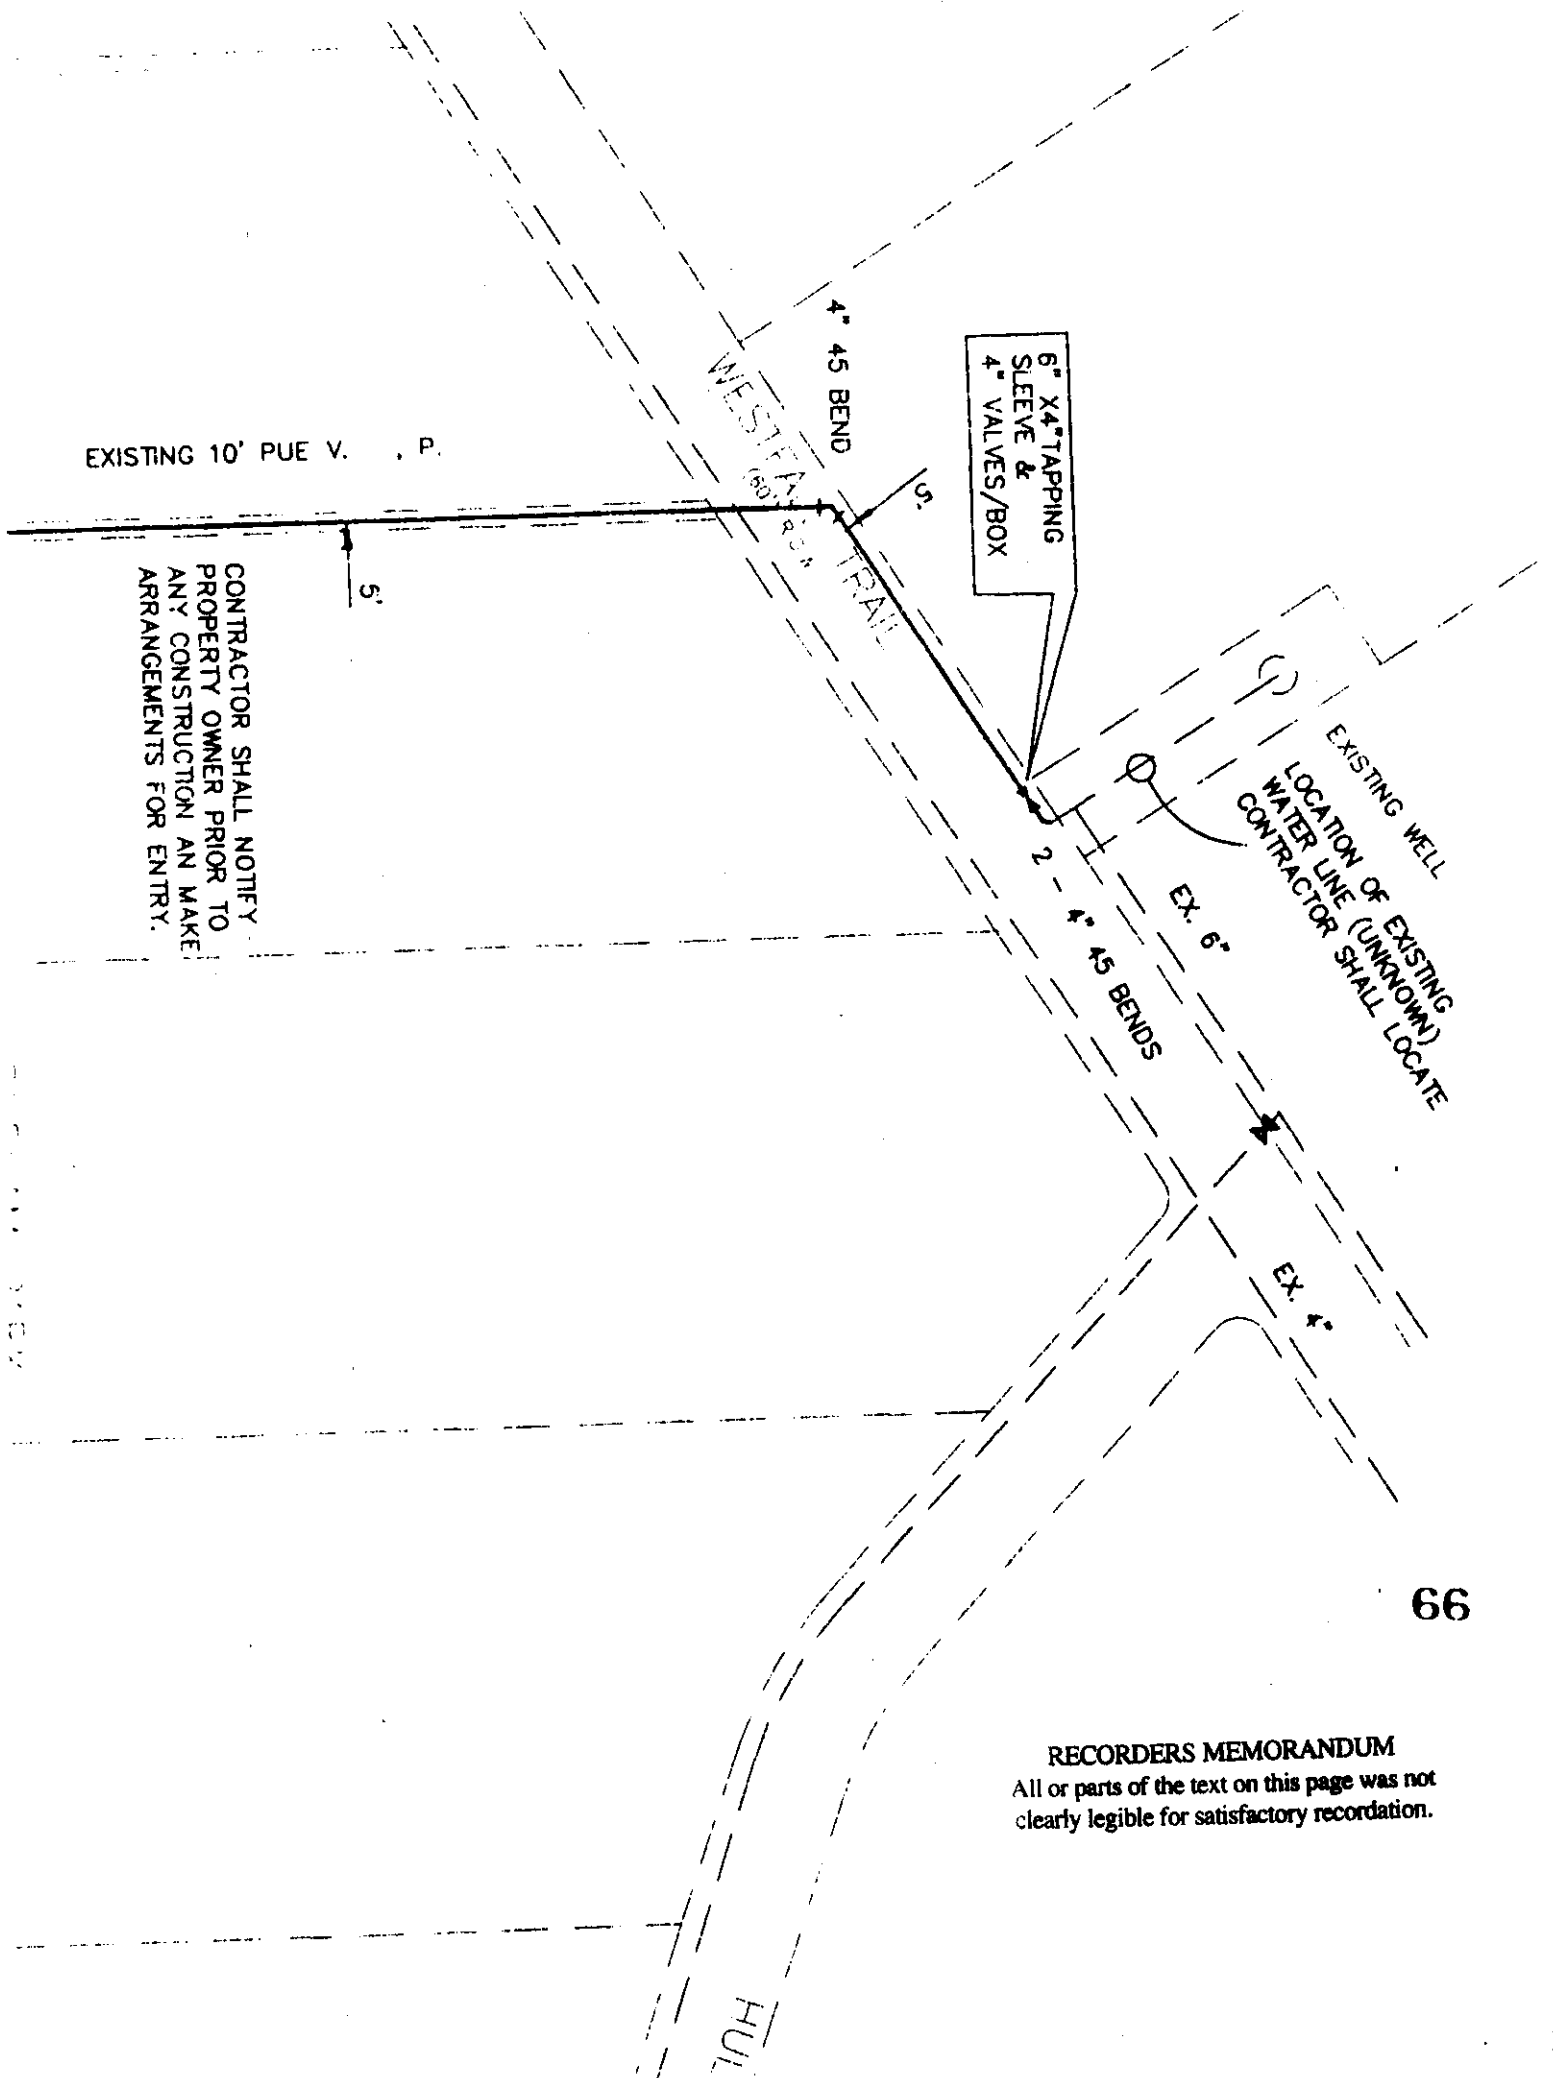 EXISTING 10' PUE V. , P.
5'
CONTRACTOR SHALL NOTIFY
PROPERTY OWNER PRIOR TO
ANY CONSTRUCTION AN MAKE
ARRANGEMENTS FOR ENTRY.
4" 45 BEND
TRAIL
6" X4" TAPPING
SLEEVE &
4" VALVES/BOX
EXISTING WELL
LOCATION OF EXISTING
WATER LINE (UNKNOWN)
CONTRACTOR SHALL LOCATE
2 - 4" 45 BENDS
EX. 6"
EX. 4"
66
RECORDERS MEMORANDUM
All or parts of the text on this page was not
clearly legible for satisfactory recordation.